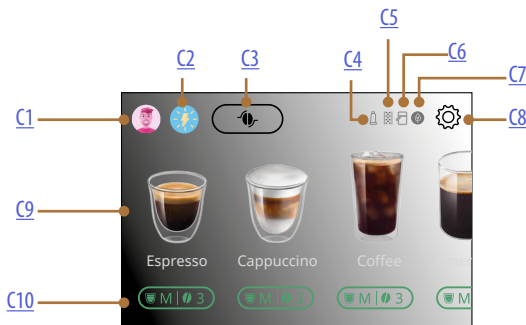 C5
C2 C3 C4 C6
C7
C1 C8
C9
Espresso Cappuccino Coffee
C10 M 3 M 3 M 3 M